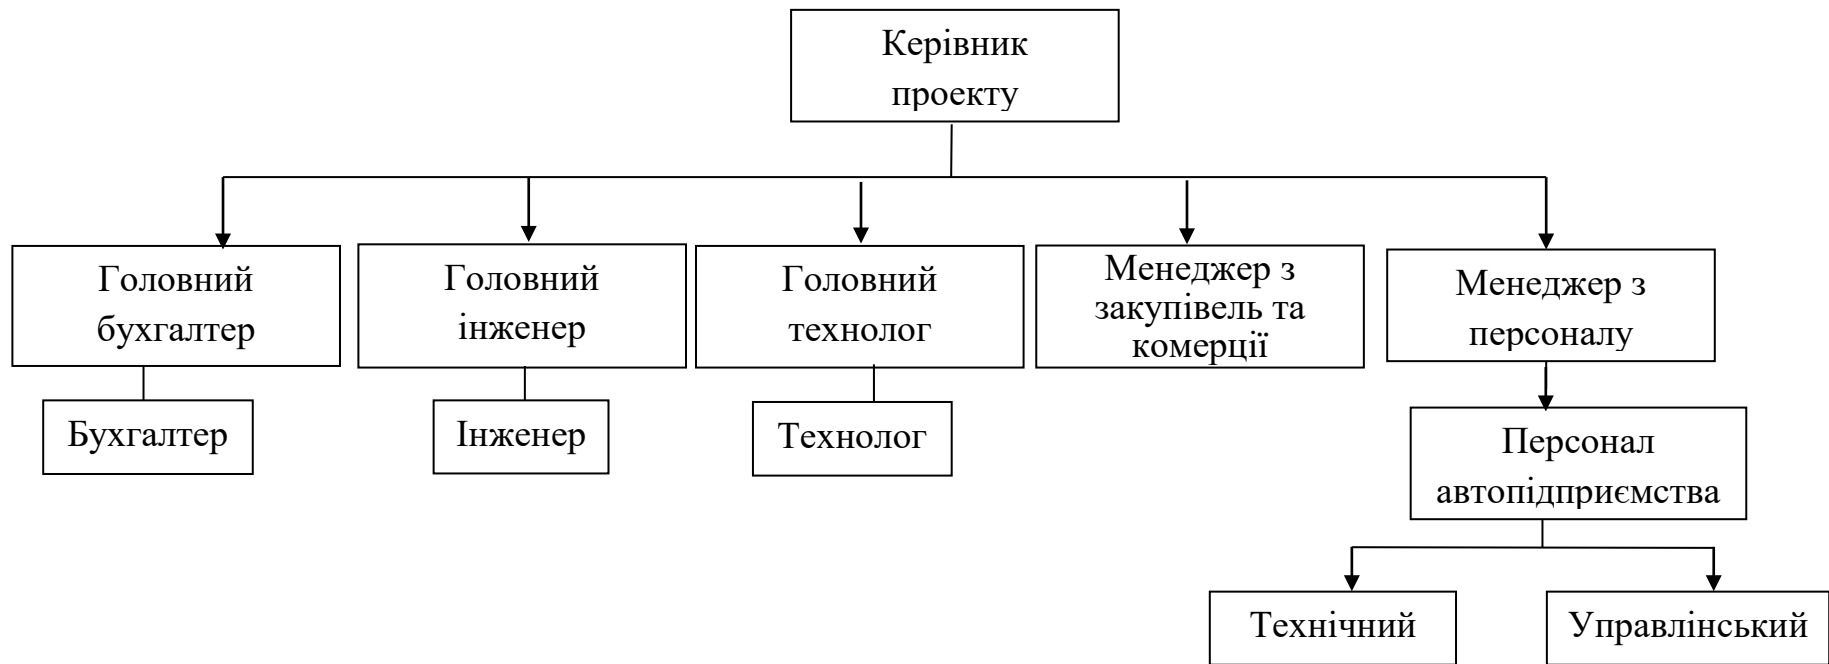 Керівник
проекту
Головний
бухгалтер
Головний
інженер
Головний
технолог
Менеджер з
закупівель та
комерції
Менеджер з
персоналу
Бухгалтер
Інженер
Технолог
Персонал
автопідприємства
Технічний
Управлінський